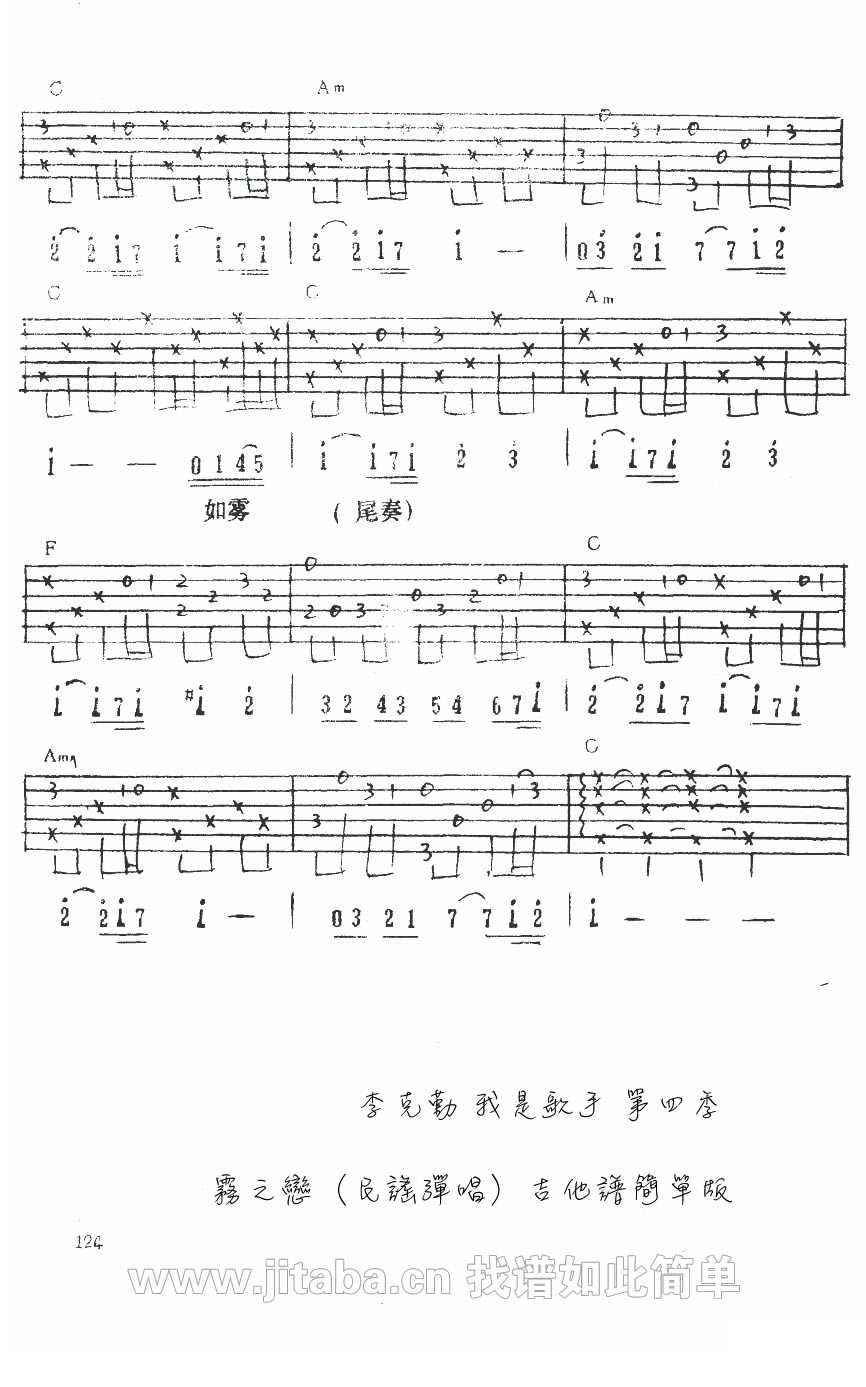 C Am
2 2 1 7 1 1 7 1 | 2 2 1 7 1 — | 0 3 2 1 7 7 1 2
C C Am
1 — — 0 1 4 5 | 1 1 7 1 2 3 | 1 1 7 1 2 3
如雾 (尾奏)
F C
1 1 7 1 #1 2 | 3 2 4 3 5 4 6 7 1 | 2 2 1 7 1 1 7 1
Am7 C
2 2 1 7 1 — | 0 3 2 1 7 7 1 2 | 1 — — —
李克勤 我是歌手 第四季
霧之戀(民謠彈唱) 吉他譜簡單版
124
www.jitaba.cn 找谱如此简单